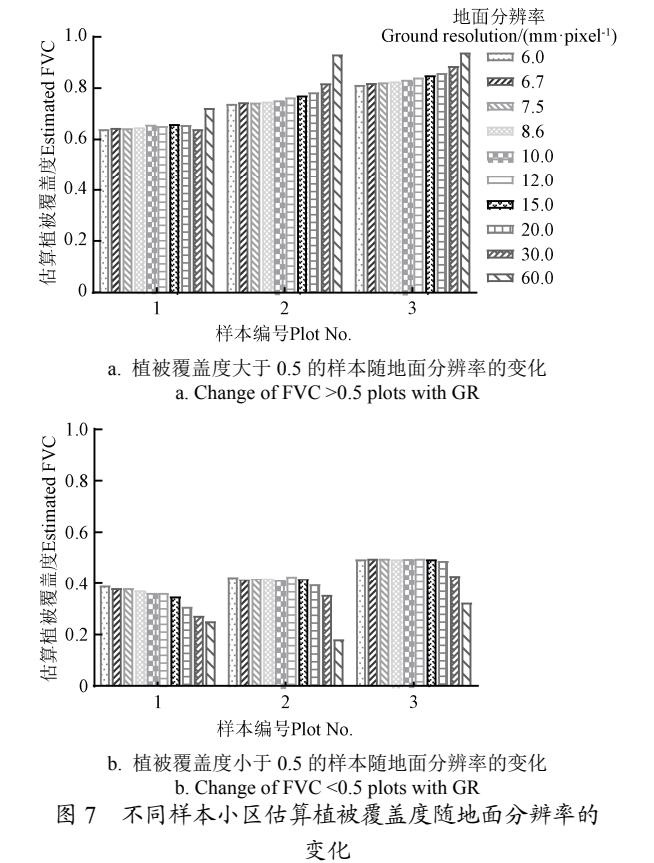 地面分辨率
Ground resolution/(mm·pixel⁻¹)
6.0
6.7
7.5
8.6
10.0
12.0
15.0
20.0
30.0
60.0
估算植被覆盖度Estimated FVC
1.0
0.8
0.6
0.4
0.2
0
1
2
3
样本编号Plot No.
a. 植被覆盖度大于 0.5 的样本随地面分辨率的变化
a. Change of FVC >0.5 plots with GR
估算植被覆盖度Estimated FVC
1.0
0.8
0.6
0.4
0.2
0
1
2
3
样本编号Plot No.
b. 植被覆盖度小于 0.5 的样本随地面分辨率的变化
b. Change of FVC <0.5 plots with GR
图 7 不同样本小区估算植被覆盖度随地面分辨率的
变化